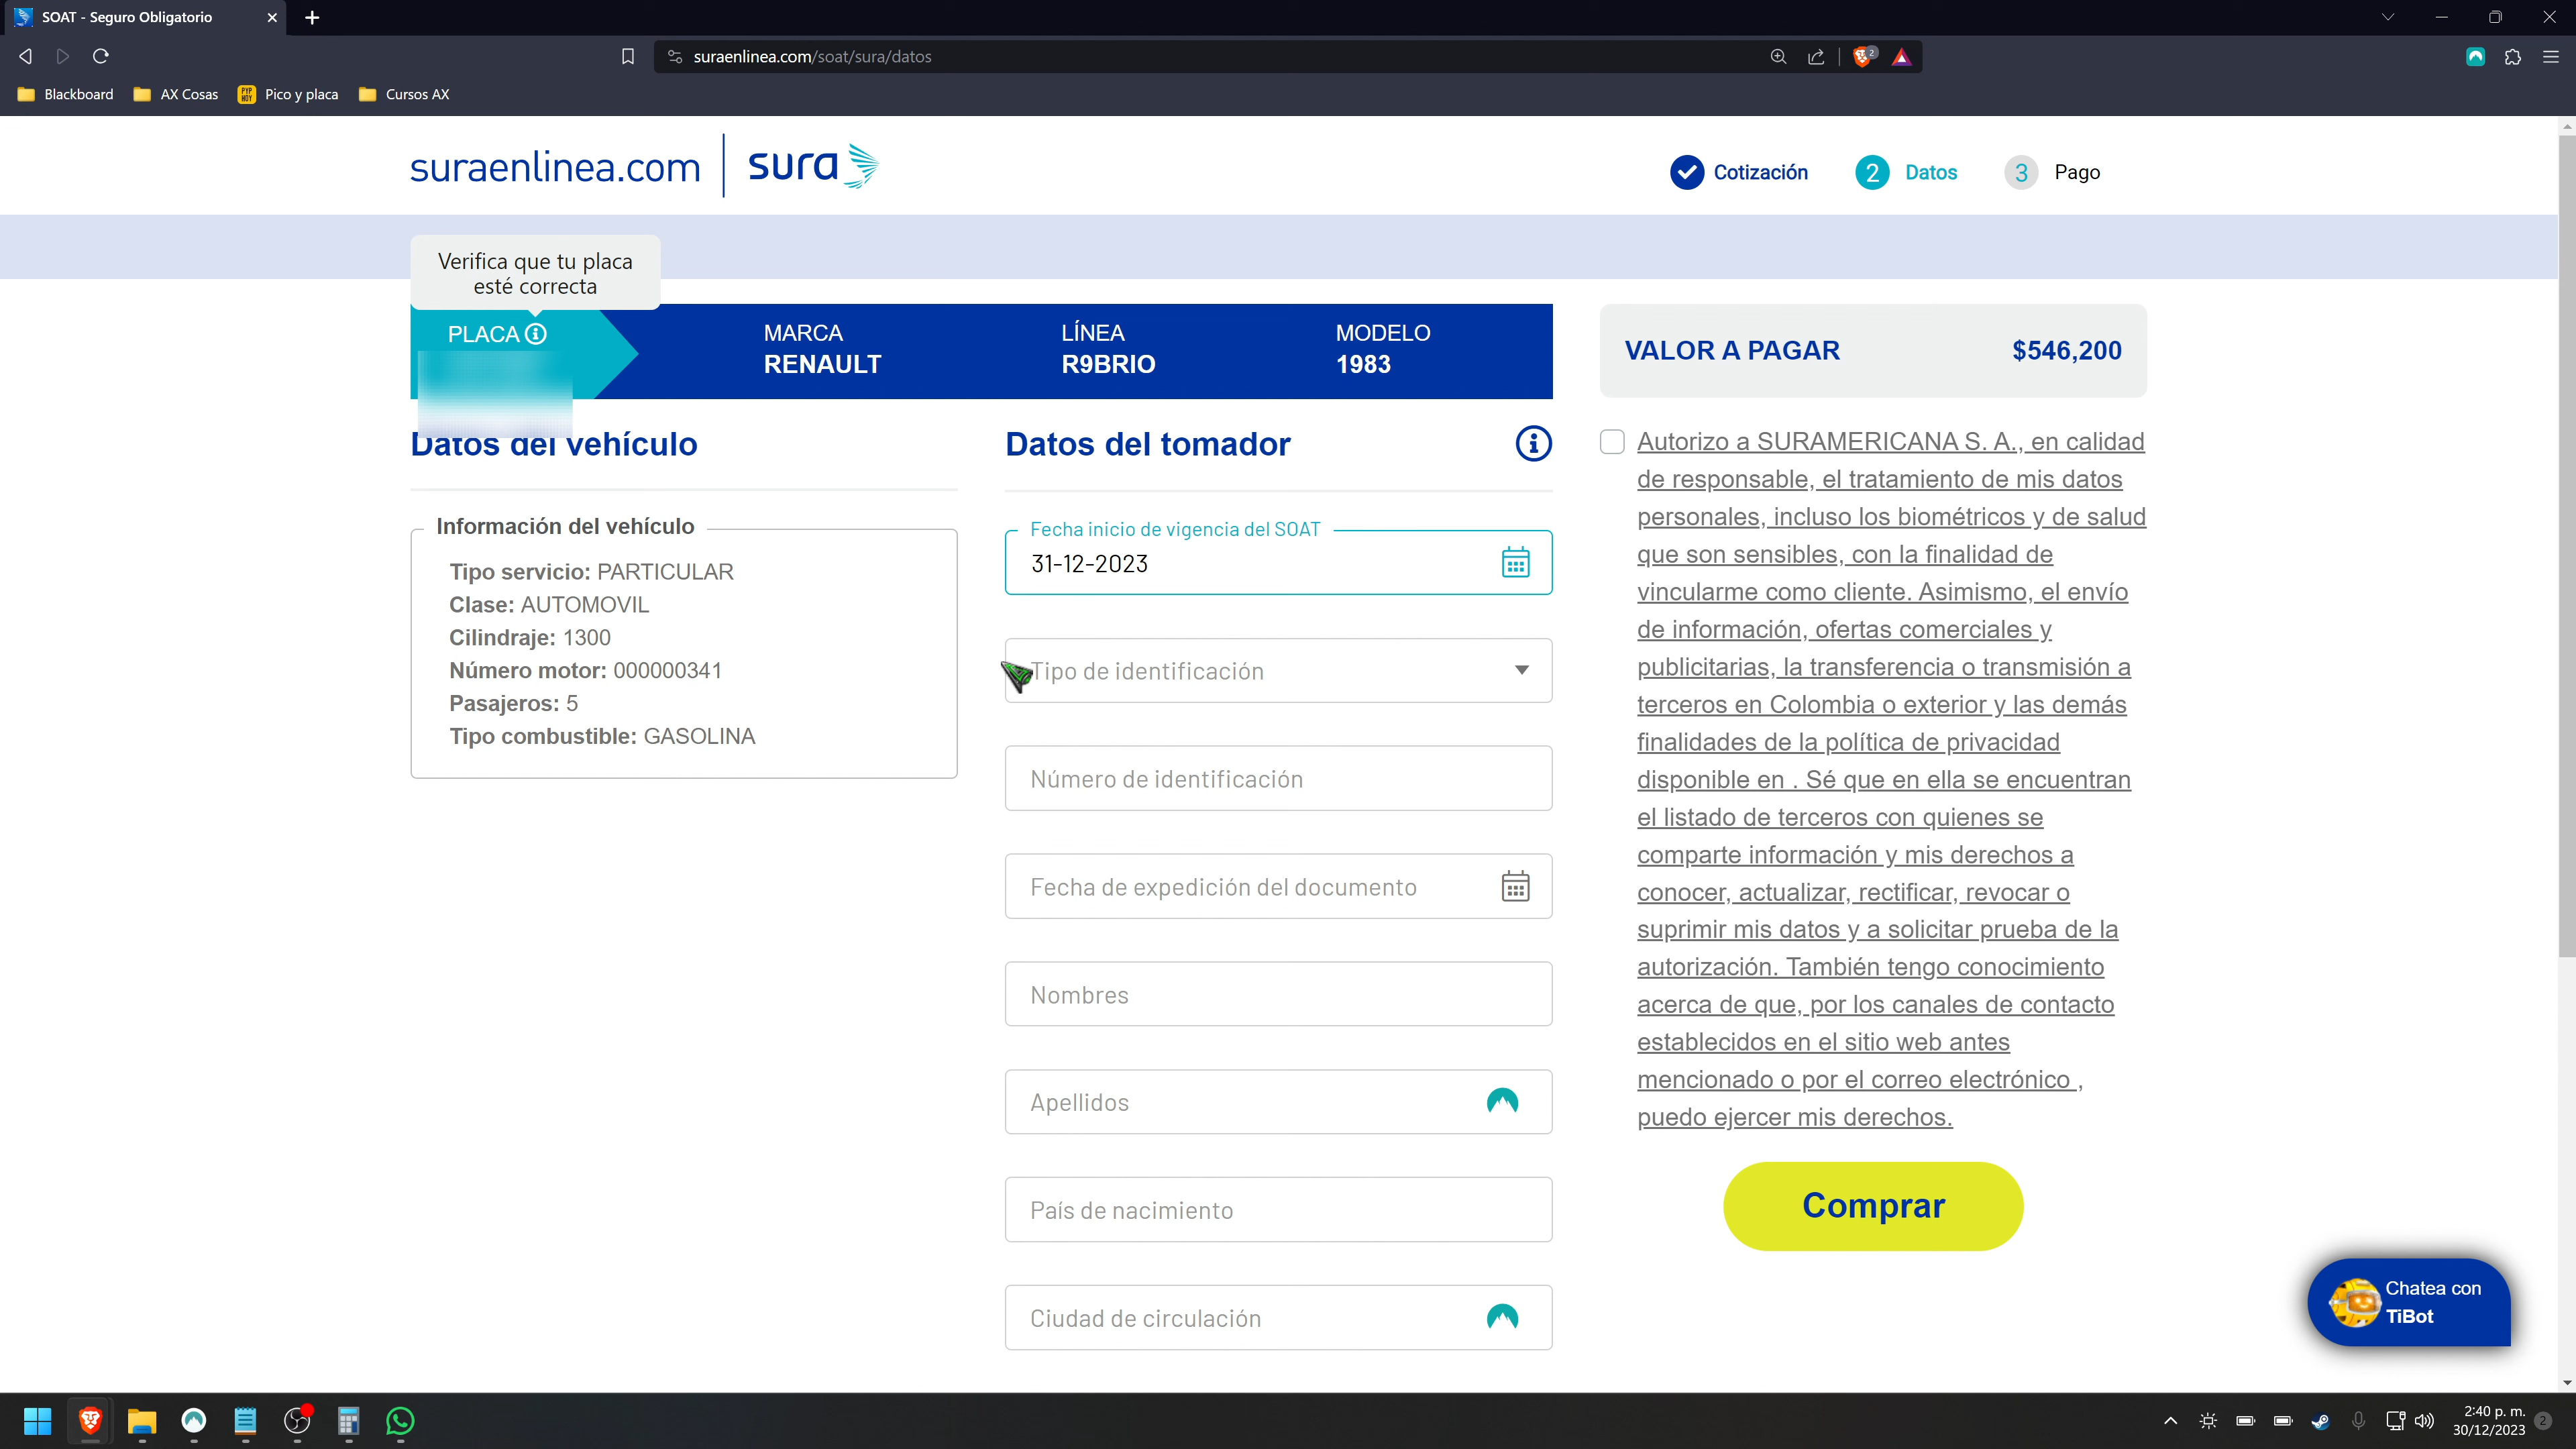 SOAT - Seguro Obligatorio
suraenlinea.com/soat/sura/datos
2
Blackboard
AX Cosas
PYP HOY
Pico y placa
Cursos AX
suraenlinea.com
sura
Cotización
2 Datos
3 Pago
Verifica que tu placa
esté correcta
PLACA
MARCA
RENAULT
LÍNEA
R9BRIO
MODELO
1983
VALOR A PAGAR
$546,200
Datos del vehículo
Información del vehículo
Tipo servicio: PARTICULAR
Clase: AUTOMOVIL
Cilindraje: 1300
Número motor: 000000341
Pasajeros: 5
Tipo combustible: GASOLINA
Datos del tomador
Fecha inicio de vigencia del SOAT
31-12-2023
Tipo de identificación
Número de identificación
Fecha de expedición del documento
Nombres
Apellidos
País de nacimiento
Ciudad de circulación
Autorizo a SURAMERICANA S. A., en calidad
de responsable, el tratamiento de mis datos
personales, incluso los biométricos y de salud
que son sensibles, con la finalidad de
vincularme como cliente. Asimismo, el envío
de información, ofertas comerciales y
publicitarias, la transferencia o transmisión a
terceros en Colombia o exterior y las demás
finalidades de la política de privacidad
disponible en . Sé que en ella se encuentran
el listado de terceros con quienes se
comparte información y mis derechos a
conocer, actualizar, rectificar, revocar o
suprimir mis datos y a solicitar prueba de la
autorización. También tengo conocimiento
acerca de que, por los canales de contacto
establecidos en el sitio web antes
mencionado o por el correo electrónico ,
puedo ejercer mis derechos.
Comprar
Chatea con
TiBot
2:40 p. m.
30/12/2023
2